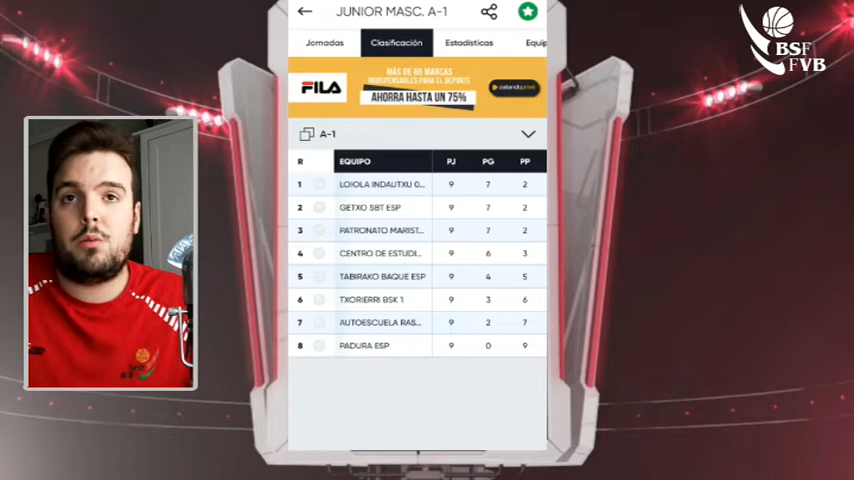 JUNIOR MASC. A-1
BSF
FVB
Jornadas Clasificación Estadísticas Equip
FILA
MÁS DE 60 MARCAS
INDISPENSABLES PARA EL DEPORTE
AHORRA HASTA UN 75%
A-1
R EQUIPO PJ PG PP
1 LOIOLA INDAUTXU 0... 9 7 2
2 GETXO SBT ESP 9 7 2
3 PATRONATO MARIST... 9 7 2
4 CENTRO DE ESTUDI... 9 6 3
5 TABIRAKO BAQUE ESP 9 4 5
6 TXORIERRI BSK 1 9 3 6
7 AUTOESCUELA RAS... 9 2 7
8 PADURA ESP 9 0 9